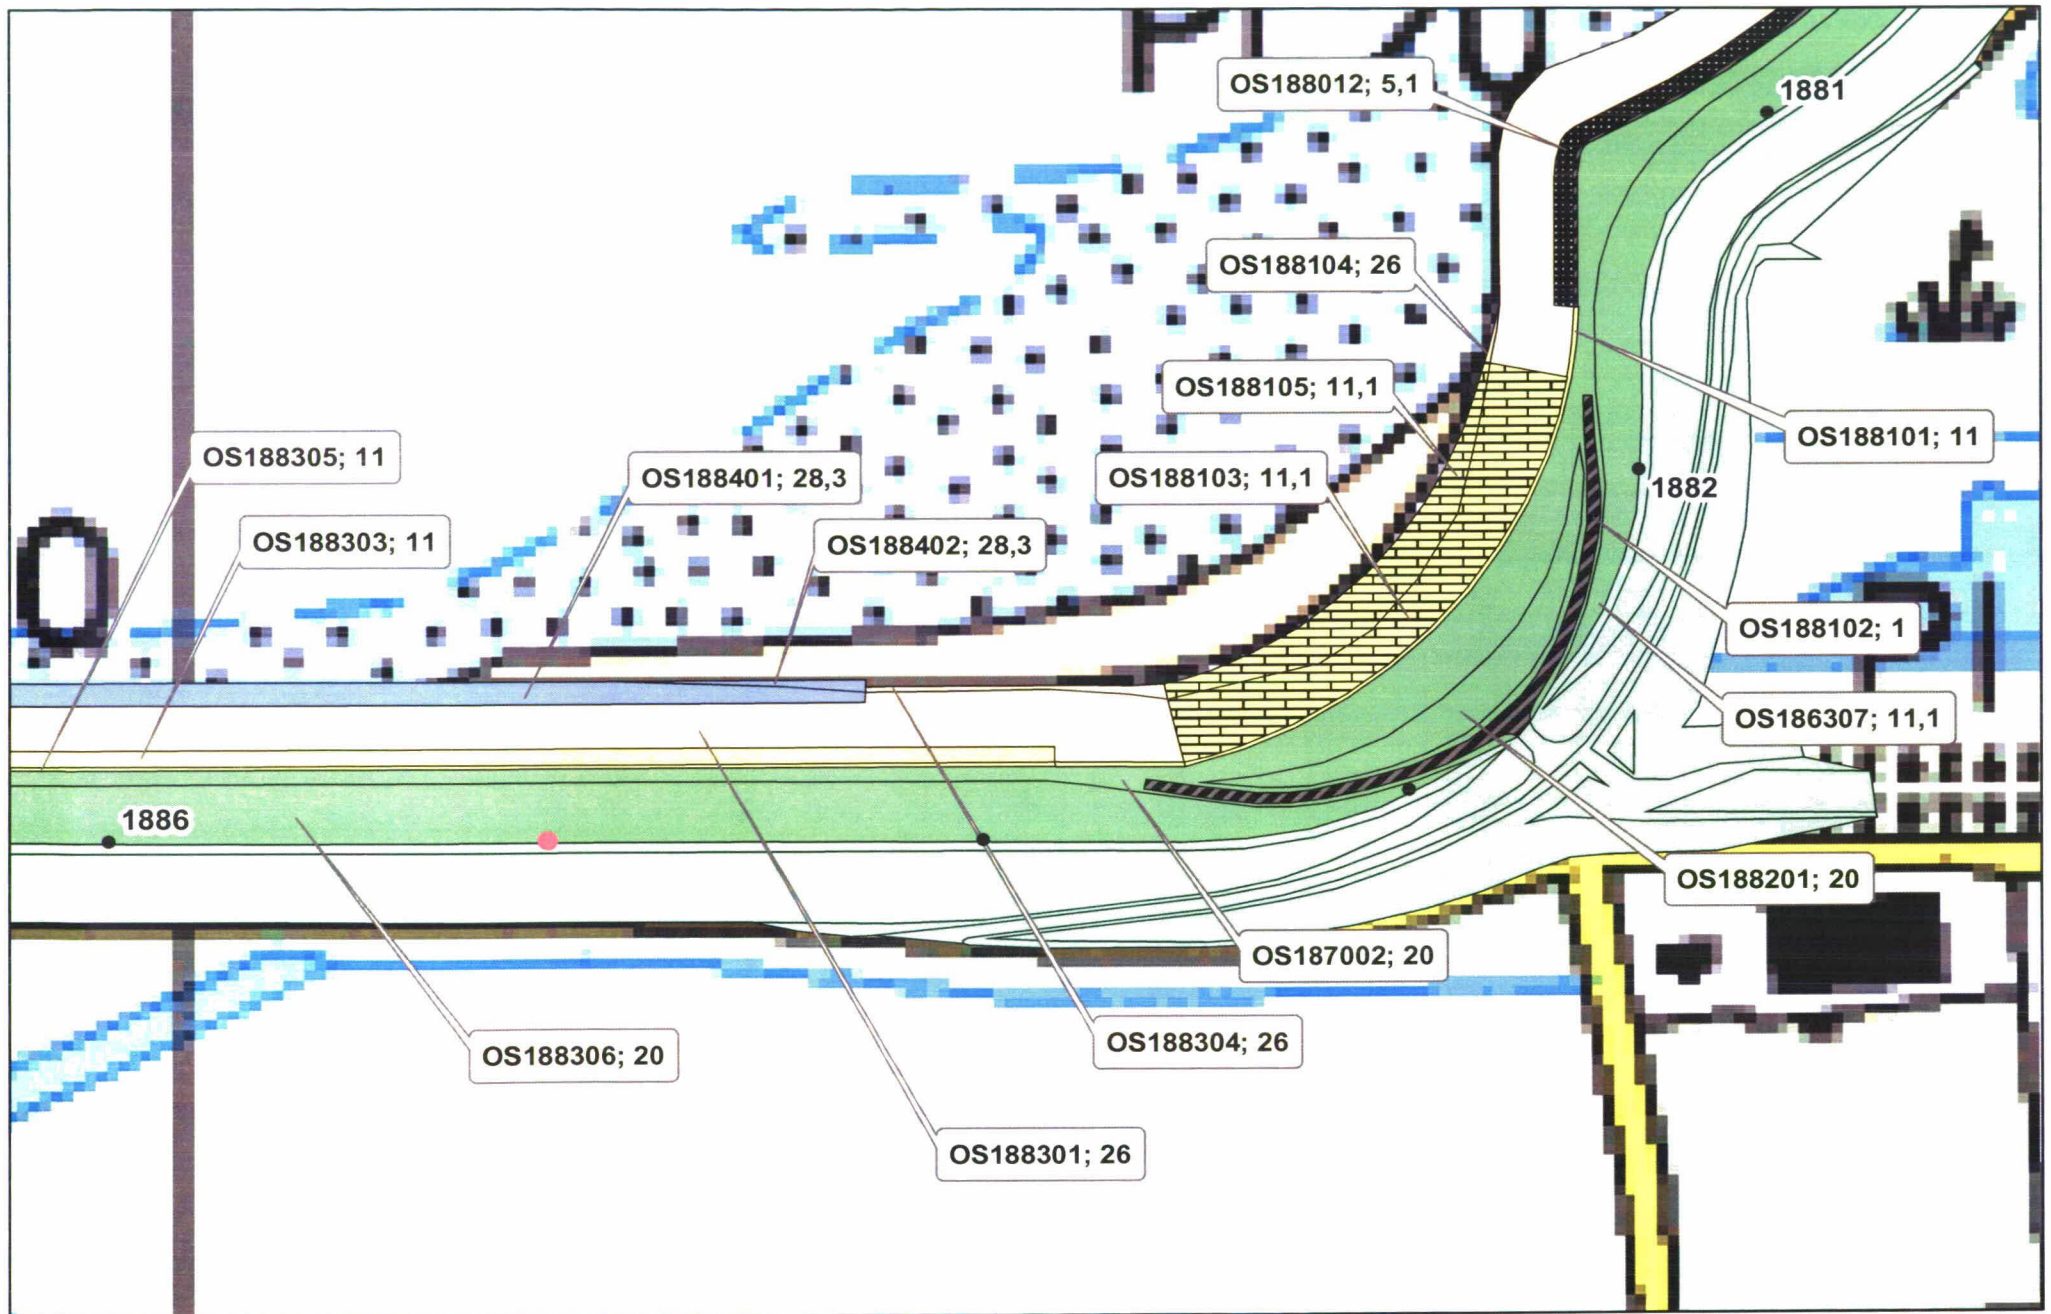 OS188012; 5,1
1881
OS188104; 26
OS188105; 11,1
OS188101; 11
OS188305; 11
OS188401; 28,3
OS188103; 11,1
1882
OS188303; 11
OS188402; 28,3
OS188102; 1
OS186307; 11,1
1886
OS188201; 20
OS187002; 20
OS188304; 26
OS188306; 20
OS188301; 26